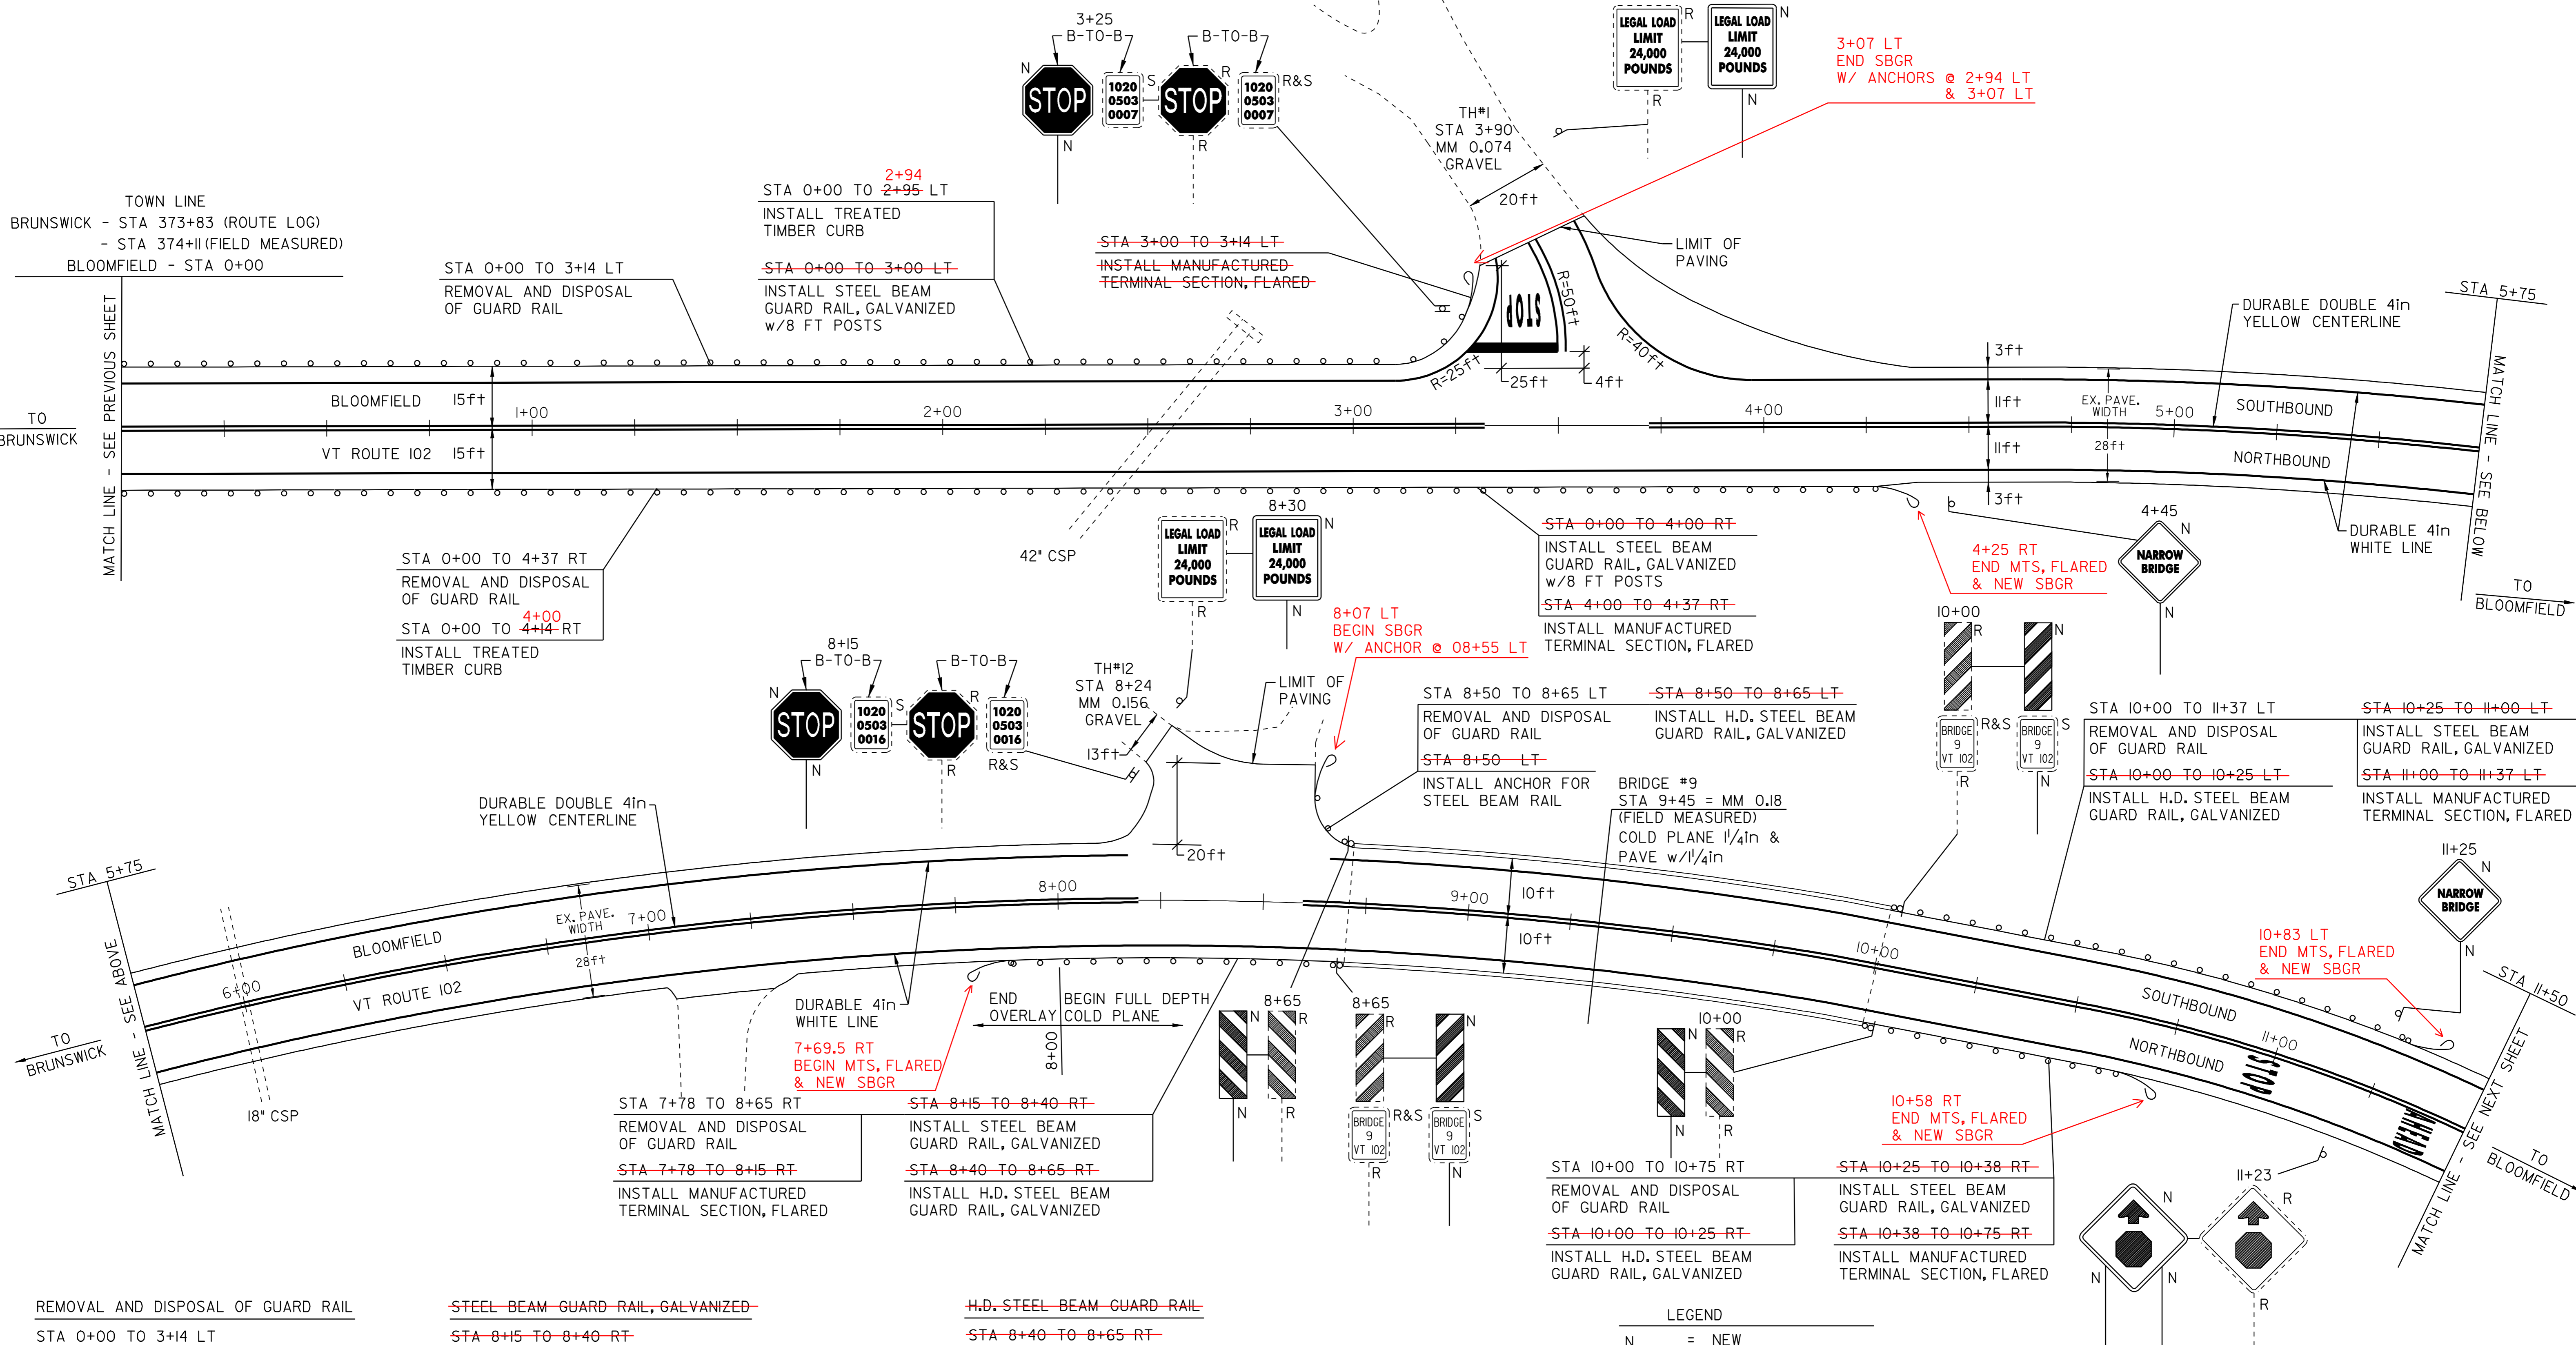 3+25
B-TO-B
B-TO-B
N
STOP
1020
0503
0007
S
R
STOP
1020
0503
0007
R&S
N
R
LEGAL LOAD
LIMIT
24,000
POUNDS
R
R
LEGAL LOAD
LIMIT
24,000
POUNDS
N
N
3+07 LT
END SBGR
W/ ANCHORS @ 2+94 LT
& 3+07 LT
TH#1
STA 3+90
MM 0.074
GRAVEL
20ft
TOWN LINE
BRUNSWICK - STA 373+83 (ROUTE LOG)
- STA 374+11 (FIELD MEASURED)
BLOOMFIELD - STA 0+00
STA 0+00 TO 3+14 LT
REMOVAL AND DISPOSAL
OF GUARD RAIL
2+94
STA 0+00 TO 2+95 LT
INSTALL TREATED
TIMBER CURB
STA 0+00 TO 3+00 LT
INSTALL STEEL BEAM
GUARD RAIL, GALVANIZED
w/8 FT POSTS
STA 3+00 TO 3+14 LT
INSTALL MANUFACTURED
TERMINAL SECTION, FLARED
LIMIT OF
PAVING
STOP
R=50ft
R=40ft
R=25ft
25ft
4ft
DURABLE DOUBLE 4in
YELLOW CENTERLINE
STA 5+75
MATCH LINE - SEE PREVIOUS SHEET
TO
BRUNSWICK
BLOOMFIELD
15ft
1+00
2+00
3+00
4+00
5+00
VT ROUTE 102
15ft
3ft
11ft
11ft
3ft
EX. PAVE.
WIDTH
28ft
SOUTHBOUND
NORTHBOUND
MATCH LINE - SEE BELOW
DURABLE 4in
WHITE LINE
TO
BLOOMFIELD
42" CSP
STA 0+00 TO 4+37 RT
REMOVAL AND DISPOSAL
OF GUARD RAIL
4+00
STA 0+00 TO 4+14 RT
INSTALL TREATED
TIMBER CURB
LEGAL LOAD
LIMIT
24,000
POUNDS
R
R
8+30
LEGAL LOAD
LIMIT
24,000
POUNDS
N
N
STA 0+00 TO 4+00 RT
INSTALL STEEL BEAM
GUARD RAIL, GALVANIZED
w/8 FT POSTS
STA 4+00 TO 4+37 RT
INSTALL MANUFACTURED
TERMINAL SECTION, FLARED
4+25 RT
END MTS, FLARED
& NEW SBGR
4+45
N
NARROW
BRIDGE
N
8+15
B-TO-B
B-TO-B
N
STOP
1020
0503
0016
S
R
STOP
1020
0503
0016
R&S
N
R
TH#12
STA 8+24
MM 0.156
GRAVEL
13ft
20ft
LIMIT OF
PAVING
8+07 LT
BEGIN SBGR
W/ ANCHOR @ 08+55 LT
STA 8+50 TO 8+65 LT
REMOVAL AND DISPOSAL
OF GUARD RAIL
STA 8+50 LT
INSTALL ANCHOR FOR
STEEL BEAM RAIL
STA 8+50 TO 8+65 LT
INSTALL H.D. STEEL BEAM
GUARD RAIL, GALVANIZED
BRIDGE #9
STA 9+45 = MM 0.18
(FIELD MEASURED)
COLD PLANE 1 1/4in &
PAVE w/1 1/4in
10+00
R
N
BRIDGE
9
VT 102
R&S
BRIDGE
9
VT 102
S
R
N
STA 10+00 TO 11+37 LT
REMOVAL AND DISPOSAL
OF GUARD RAIL
STA 10+00 TO 10+25 LT
INSTALL H.D. STEEL BEAM
GUARD RAIL, GALVANIZED
STA 10+25 TO 11+00 LT
INSTALL STEEL BEAM
GUARD RAIL, GALVANIZED
STA 11+00 TO 11+37 LT
INSTALL MANUFACTURED
TERMINAL SECTION, FLARED
11+25
N
NARROW
BRIDGE
N
10+83 LT
END MTS, FLARED
& NEW SBGR
STA 11+50
DURABLE DOUBLE 4in
YELLOW CENTERLINE
STA 5+75
MATCH LINE - SEE ABOVE
TO
BRUNSWICK
BLOOMFIELD
VT ROUTE 102
6+00
7+00
8+00
9+00
10+00
11+00
EX. PAVE.
WIDTH
28ft
10ft
10ft
SOUTHBOUND
NORTHBOUND
STOP
AHEAD
MATCH LINE - SEE NEXT SHEET
TO
BLOOMFIELD
18" CSP
DURABLE 4in
WHITE LINE
END
OVERLAY
BEGIN FULL DEPTH
COLD PLANE
8+00
7+69.5 RT
BEGIN MTS, FLARED
& NEW SBGR
STA 7+78 TO 8+65 RT
REMOVAL AND DISPOSAL
OF GUARD RAIL
STA 7+78 TO 8+15 RT
INSTALL MANUFACTURED
TERMINAL SECTION, FLARED
STA 8+15 TO 8+40 RT
INSTALL STEEL BEAM
GUARD RAIL, GALVANIZED
STA 8+40 TO 8+65 RT
INSTALL H.D. STEEL BEAM
GUARD RAIL, GALVANIZED
8+65
N
R
N
R
8+65
R
N
BRIDGE
9
VT 102
R&S
BRIDGE
9
VT 102
S
R
N
10+00
N
R
N
R
10+58 RT
END MTS, FLARED
& NEW SBGR
STA 10+00 TO 10+75 RT
REMOVAL AND DISPOSAL
OF GUARD RAIL
STA 10+00 TO 10+25 RT
INSTALL H.D. STEEL BEAM
GUARD RAIL, GALVANIZED
STA 10+25 TO 10+38 RT
INSTALL STEEL BEAM
GUARD RAIL, GALVANIZED
STA 10+38 TO 10+75 RT
INSTALL MANUFACTURED
TERMINAL SECTION, FLARED
11+23
N
R
N
N
R
REMOVAL AND DISPOSAL OF GUARD RAIL
STA 0+00 TO 3+14 LT
STEEL BEAM GUARD RAIL, GALVANIZED
STA 8+15 TO 8+40 RT
H.D. STEEL BEAM GUARD RAIL
STA 8+40 TO 8+65 RT
LEGEND
N = NEW